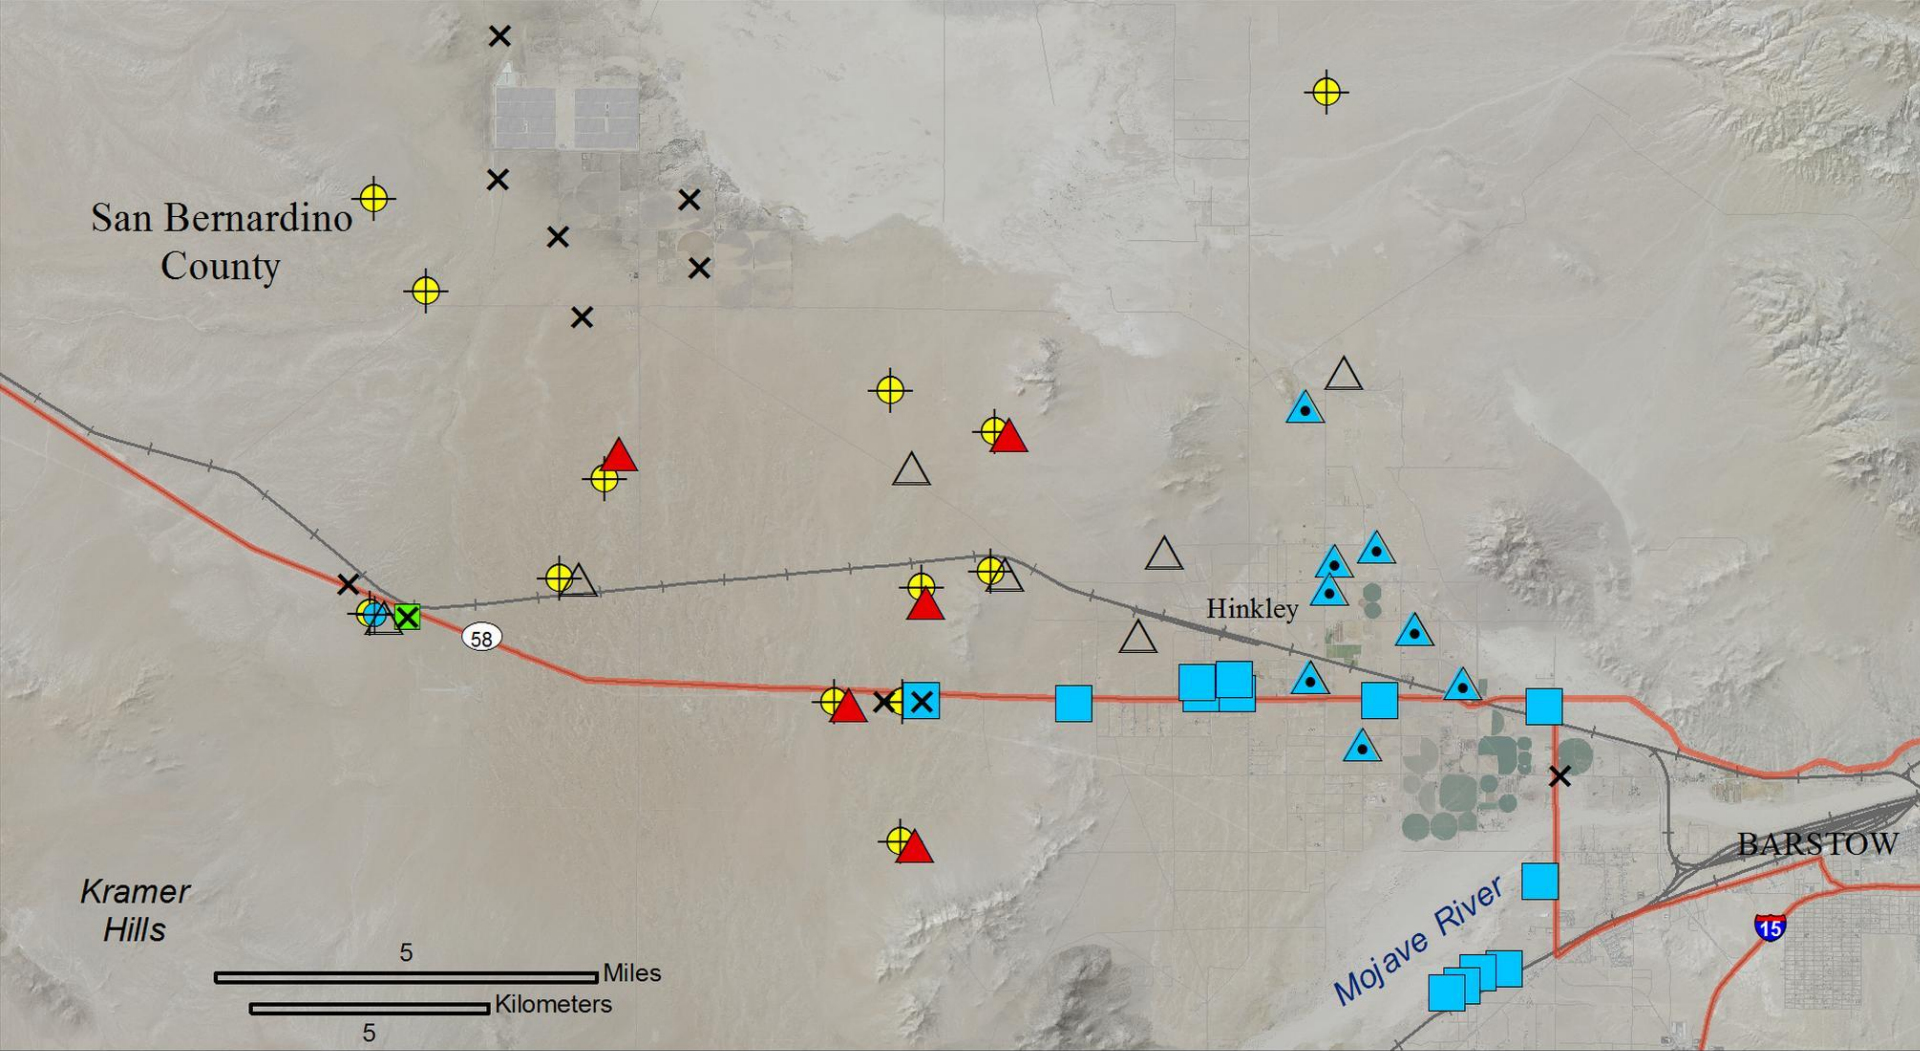 San Bernardino
County
58
Hinkley
BARSTOW
Kramer
Hills
Mojave River
15
5
Miles
Kilometers
5